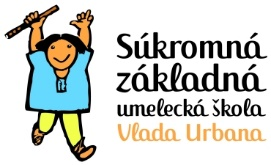 Súkromná
základná
umelecká škola
Vlada Urbana